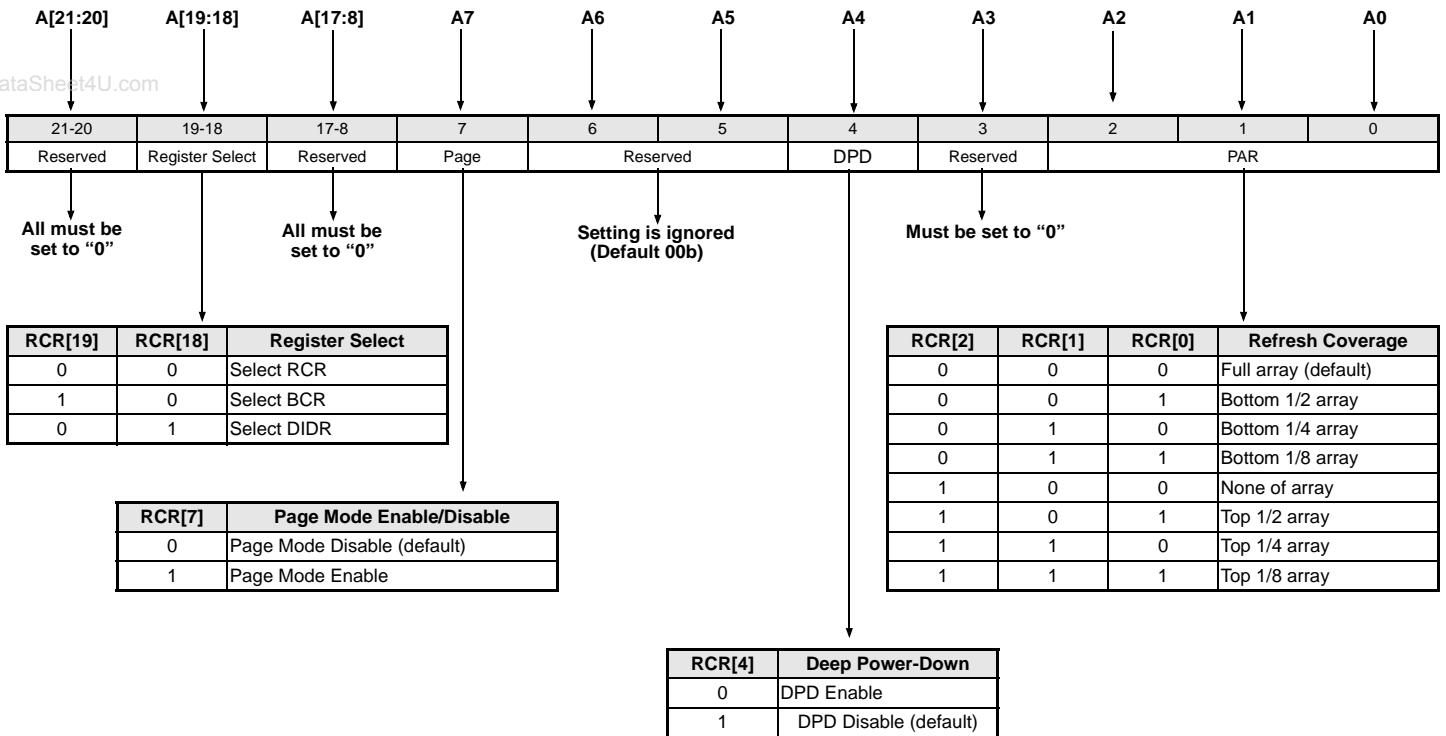 A[21:20] A[19:18] A[17:8] A7 A6 A5 A4 A3 A2 A1 A0
ataSheet4U.com
21-20 19-18 17-8 7 6 5 4 3 2 1 0
Reserved Register Select Reserved Page Reserved DPD Reserved PAR
All must be set to “0”
All must be set to “0”
Setting is ignored
(Default 00b)
Must be set to “0”
RCR[19] RCR[18] Register Select
0 0 Select RCR
1 0 Select BCR
0 1 Select DIDR
RCR[2] RCR[1] RCR[0] Refresh Coverage
0 0 0 Full array (default)
0 0 1 Bottom 1/2 array
0 1 0 Bottom 1/4 array
0 1 1 Bottom 1/8 array
1 0 0 None of array
1 0 1 Top 1/2 array
1 1 0 Top 1/4 array
1 1 1 Top 1/8 array
RCR[7] Page Mode Enable/Disable
0 Page Mode Disable (default)
1 Page Mode Enable
RCR[4] Deep Power-Down
0 DPD Enable
1 DPD Disable (default)